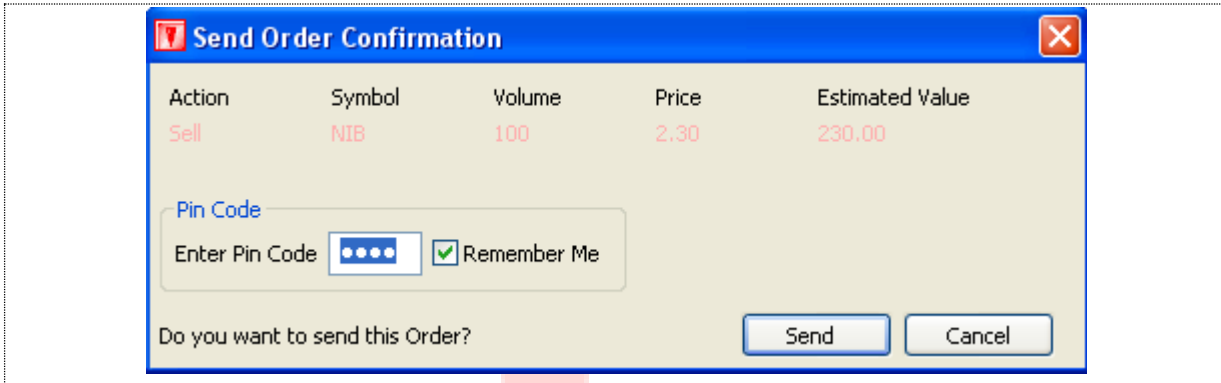 Send Order Confirmation
Action Symbol Volume Price Estimated Value
Sell NIB 100 2.30 230.00
Pin Code
Enter Pin Code •••• Remember Me
Do you want to send this Order? Send Cancel